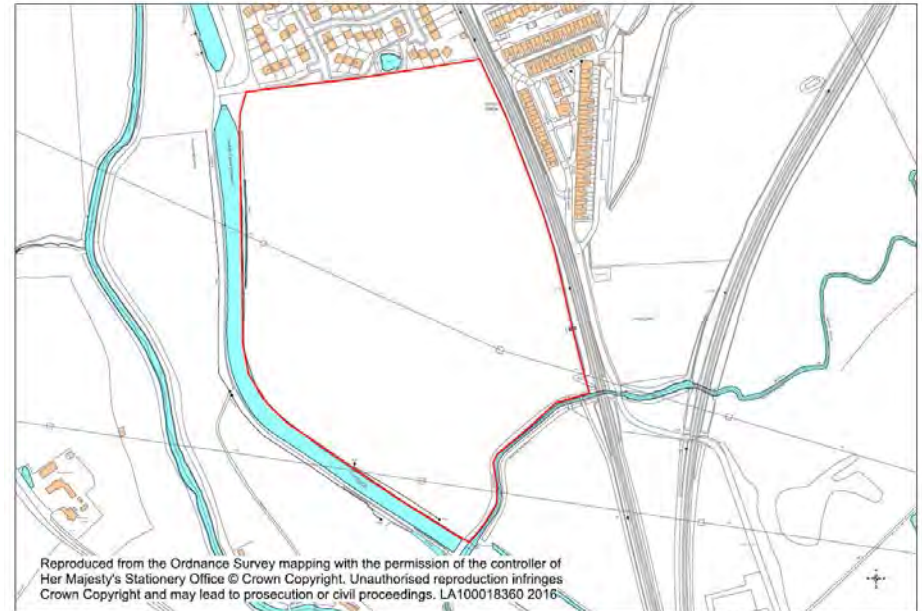 Reproduced from the Ordnance Survey mapping with the permission of the controller of
Her Majesty's Stationery Office © Crown Copyright. Unauthorised reproduction infringes
Crown Copyright and may lead to prosecution or civil proceedings. LA100018360 2016